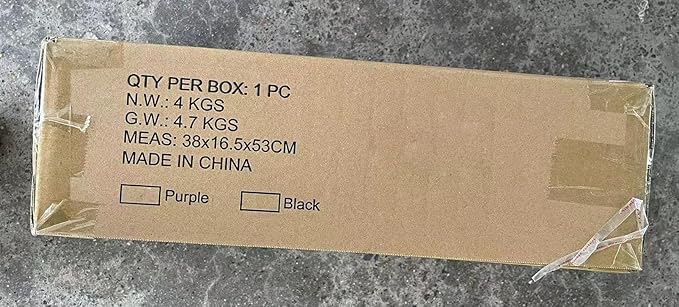 QTY PER BOX: 1 PC
N.W.: 4 KGS
G.W.: 4.7 KGS
MEAS: 38x16.5x53CM
MADE IN CHINA
Purple Black